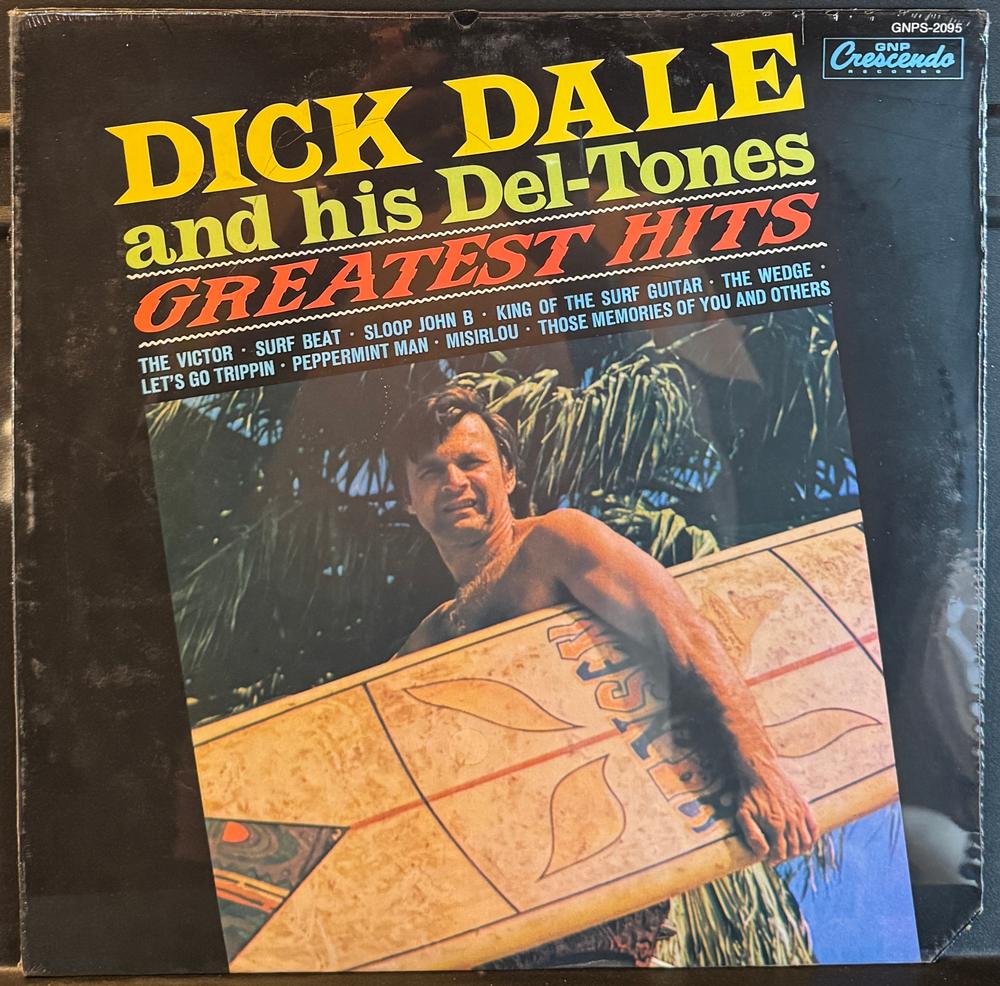 GNPS-2095
GNP
Crescendo
RECORDS
DICK DALE
and his Del-Tones
GREATEST HITS
THE VICTOR · SURF BEAT · SLOOP JOHN B · KING OF THE SURF GUITAR · THE WEDGE ·
LET'S GO TRIPPIN · PEPPERMINT MAN · MISIRLOU · THOSE MEMORIES OF YOU AND OTHERS